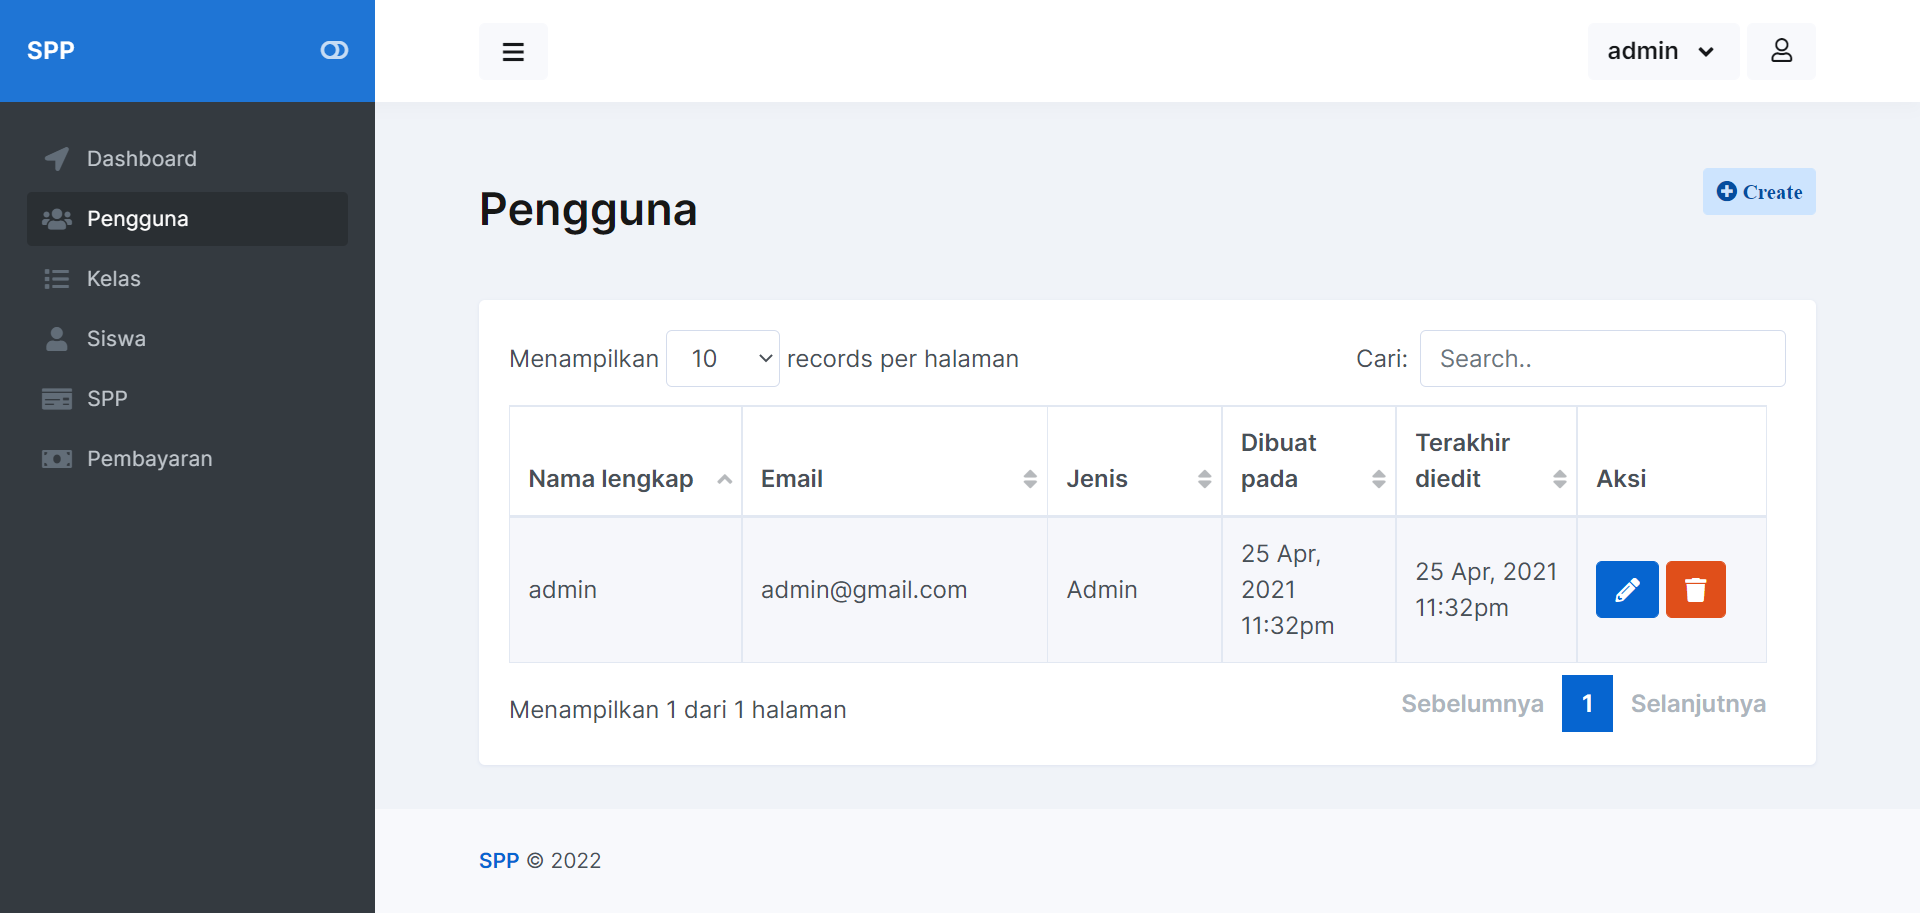 SPP
admin
Dashboard
Pengguna
Kelas
Siswa
SPP
Pembayaran
Pengguna
Create
Menampilkan 10 records per halaman
Cari: Search..
Nama lengkap
Email
Jenis
Dibuat
pada
Terakhir
diedit
Aksi
admin
admin@gmail.com
Admin
25 Apr,
2021
11:32pm
25 Apr, 2021
11:32pm
Menampilkan 1 dari 1 halaman
Sebelumnya 1 Selanjutnya
SPP © 2022